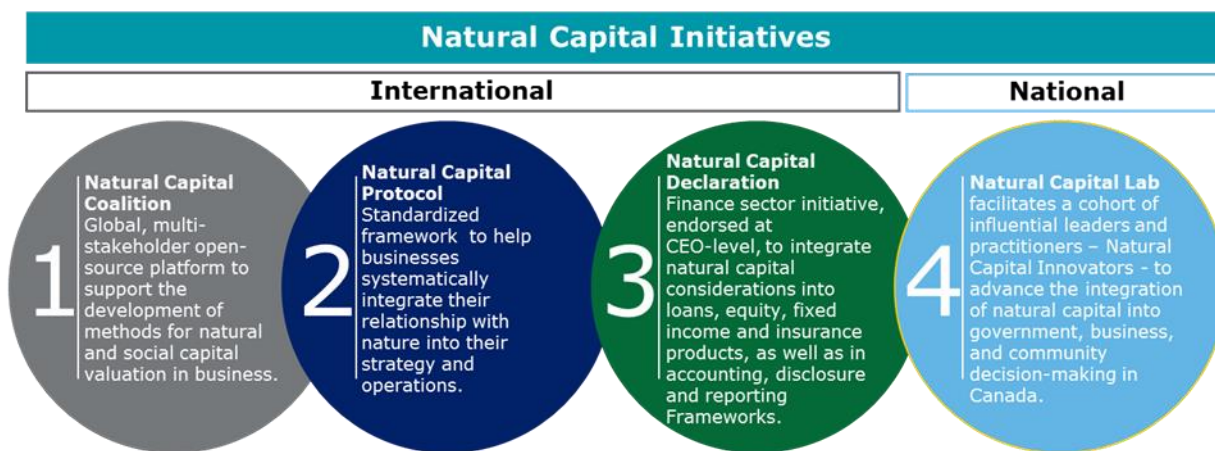 Natural Capital Initiatives
International
National
1
Natural Capital
Coalition
Global, multi-
stakeholder open-
source platform to
support the
development of
methods for natural
and social capital
valuation in business.
2
Natural Capital
Protocol
Standardized
framework to help
businesses
systematically
integrate their
relationship with
nature into their
strategy and
operations.
3
Natural Capital
Declaration
Finance sector initiative,
endorsed at
CEO-level, to integrate
natural capital
considerations into
loans, equity, fixed
income and insurance
products, as well as in
accounting, disclosure
and reporting
Frameworks.
4
Natural Capital Lab
facilitates a cohort of
influential leaders and
practitioners – Natural
Capital Innovators - to
advance the integration
of natural capital into
government, business,
and community
decision-making in
Canada.